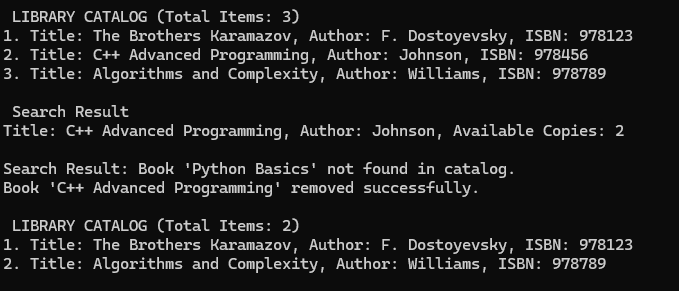 LIBRARY CATALOG (Total Items: 3)
1. Title: The Brothers Karamazov, Author: F. Dostoyevsky, ISBN: 978123
2. Title: C++ Advanced Programming, Author: Johnson, ISBN: 978456
3. Title: Algorithms and Complexity, Author: Williams, ISBN: 978789
Search Result
Title: C++ Advanced Programming, Author: Johnson, Available Copies: 2
Search Result: Book 'Python Basics' not found in catalog.
Book 'C++ Advanced Programming' removed successfully.
LIBRARY CATALOG (Total Items: 2)
1. Title: The Brothers Karamazov, Author: F. Dostoyevsky, ISBN: 978123
2. Title: Algorithms and Complexity, Author: Williams, ISBN: 978789